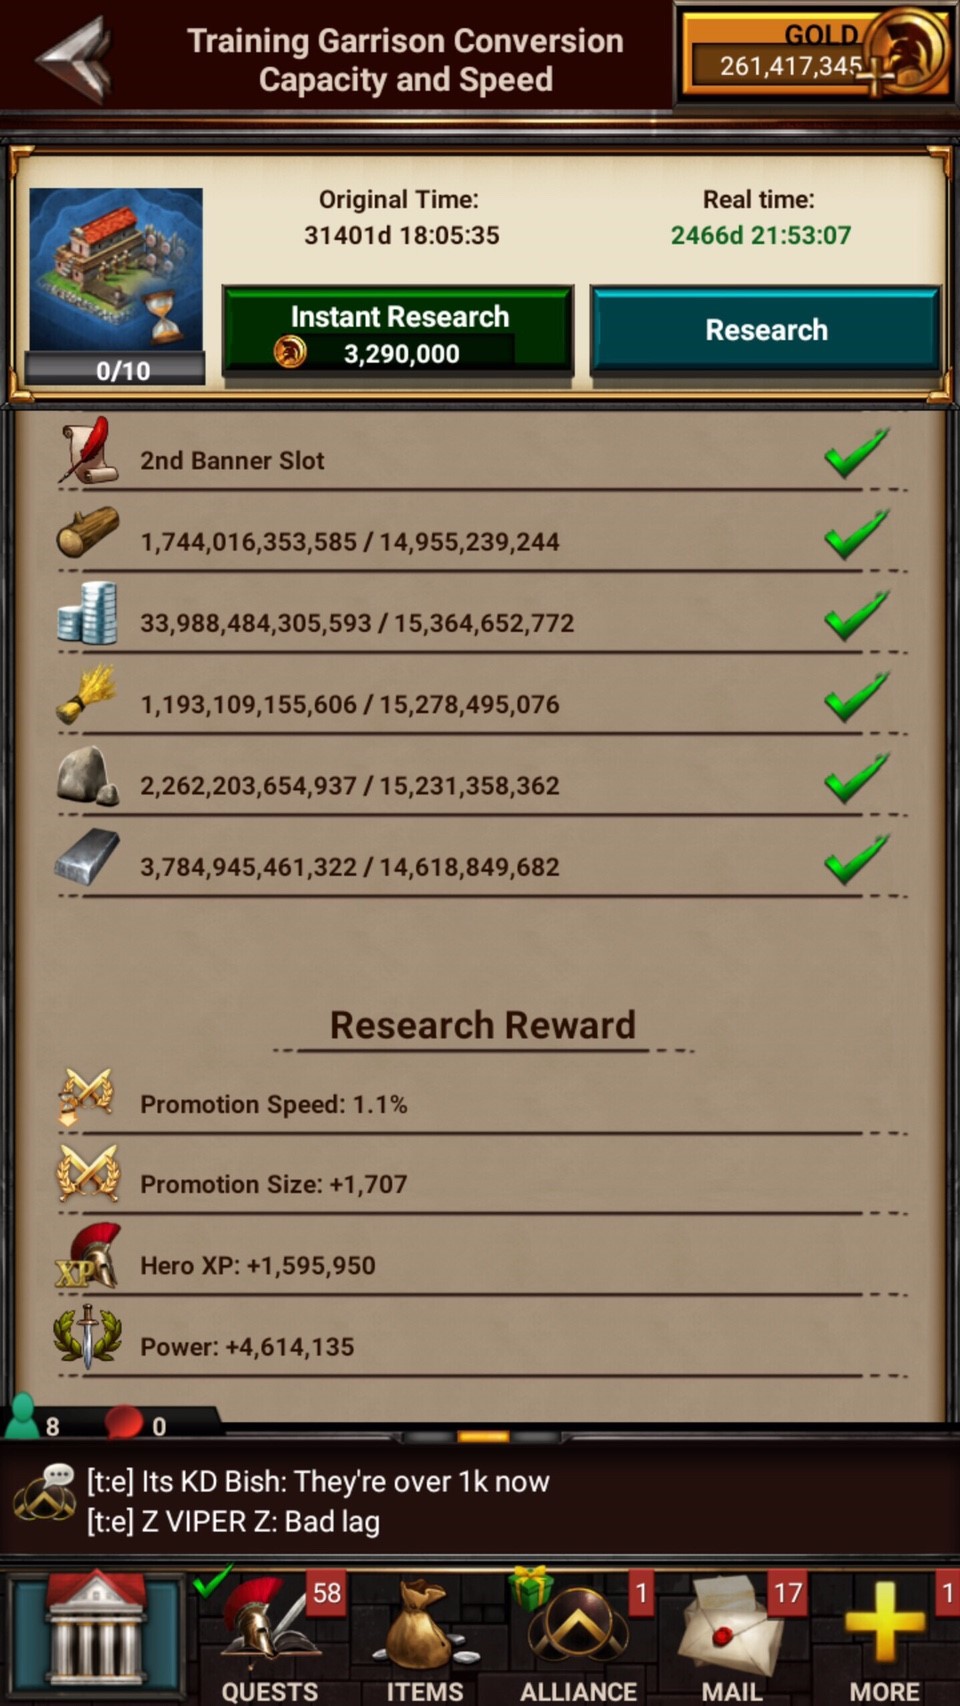 Training Garrison Conversion
Capacity and Speed
GOLD
261,417,345
Original Time:
31401d 18:05:35
Real time:
2466d 21:53:07
Instant Research
3,290,000
Research
0/10
2nd Banner Slot
1,744,016,353,585 / 14,955,239,244
33,988,484,305,593 / 15,364,652,772
1,193,109,155,606 / 15,278,495,076
2,262,203,654,937 / 15,231,358,362
3,784,945,461,322 / 14,618,849,682
Research Reward
Promotion Speed: 1.1%
Promotion Size: +1,707
XP
Hero XP: +1,595,950
Power: +4,614,135
8
0
[t:e] Its KD Bish: They're over 1k now
[t:e] Z VIPER Z: Bad lag
58
1
17
1
QUESTS
ITEMS
ALLIANCE
MAIL
MORE